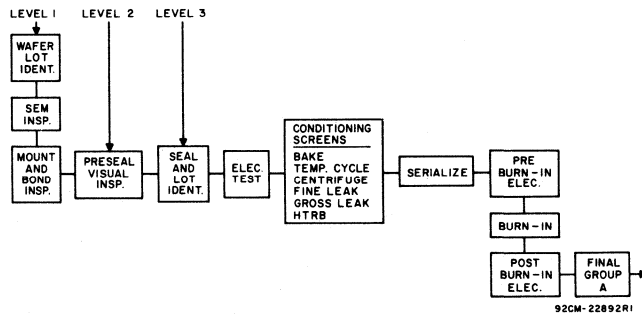 LEVEL 1
LEVEL 2
LEVEL 3
WAFER
LOT
IDENT.
SEM
INSP.
MOUNT
AND
BOND
INSP.
PRESEAL
VISUAL
INSP.
SEAL
AND LOT
IDENT.
ELEC.
TEST
CONDITIONING
SCREENS
BAKE
TEMP. CYCLE
CENTRIFUGE
FINE LEAK
GROSS LEAK
HTRB
SERIALIZE
PRE
BURN-IN
ELEC.
BURN-IN
POST
BURN-IN
ELEC.
FINAL
GROUP
A
92CM-22892R1